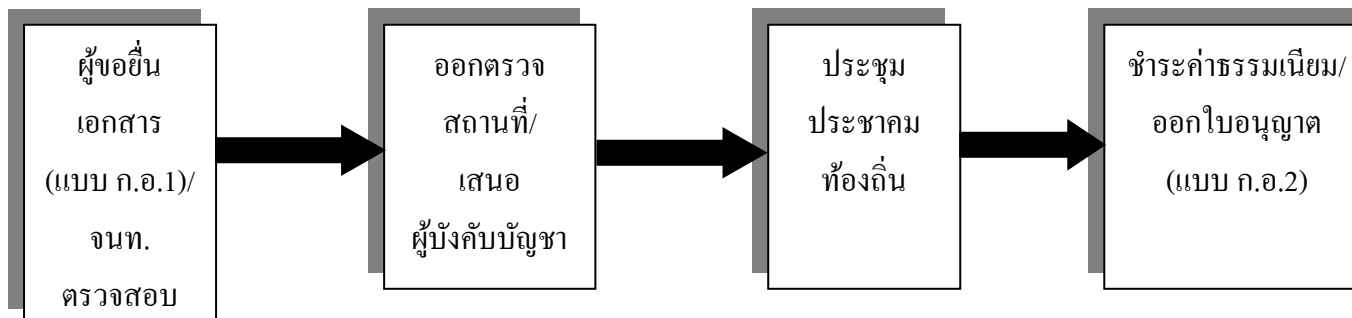 ผู้ขอยื่น
เอกสาร
(แบบ ก.อ.1)/
จนท.
ตรวจสอบ
ออกตรวจ
สถานที่/
เสนอ
ผู้บังคับบัญชา
ประชุม
ประชาคม
ท้องถิ่น
ชำระค่าธรรมเนียม/
ออกใบอนุญาต
(แบบ ก.อ.2)